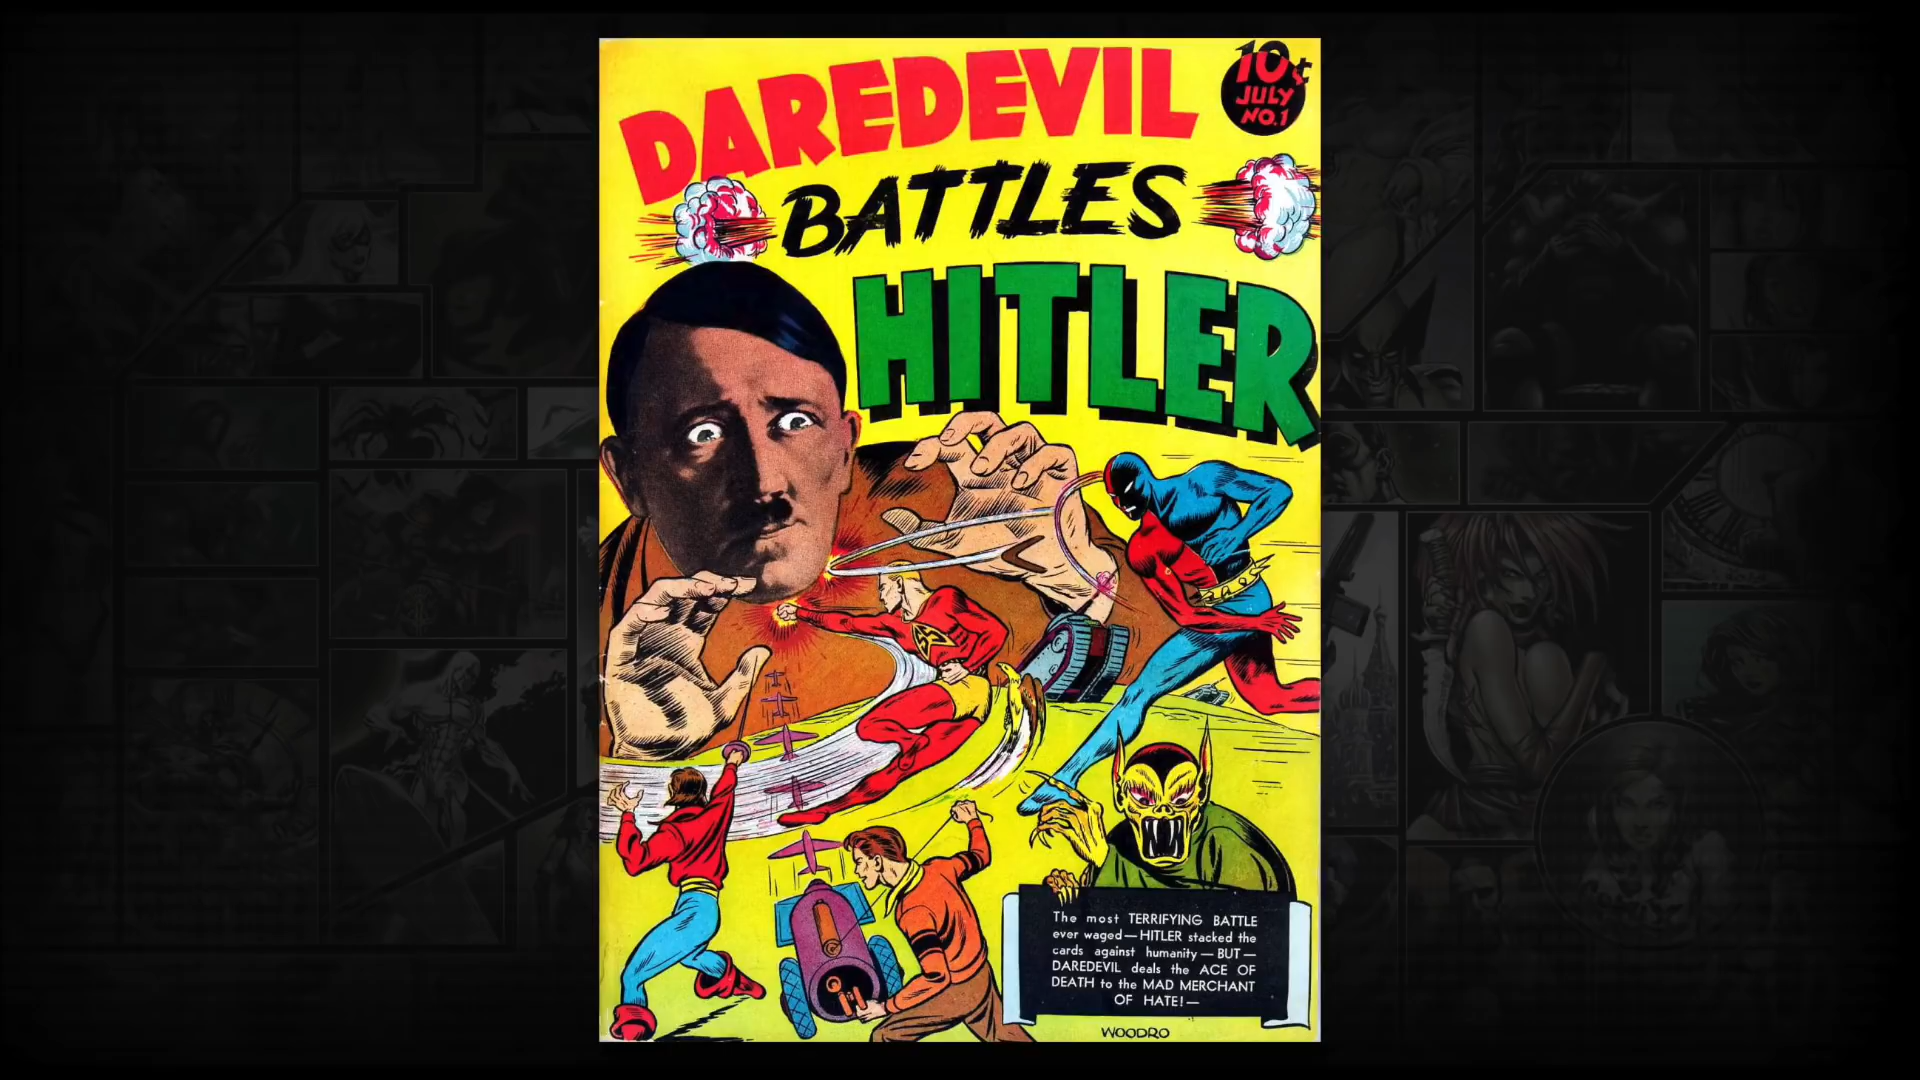 DAREDEVIL
10¢
JULY
NO.1
BATTLES
HITLER
The most TERRIFYING BATTLE
ever waged—HITLER stacked the
cards against humanity—BUT—
DAREDEVIL deals the ACE OF
DEATH to the MAD MERCHANT
OF HATE!—
WOODRO